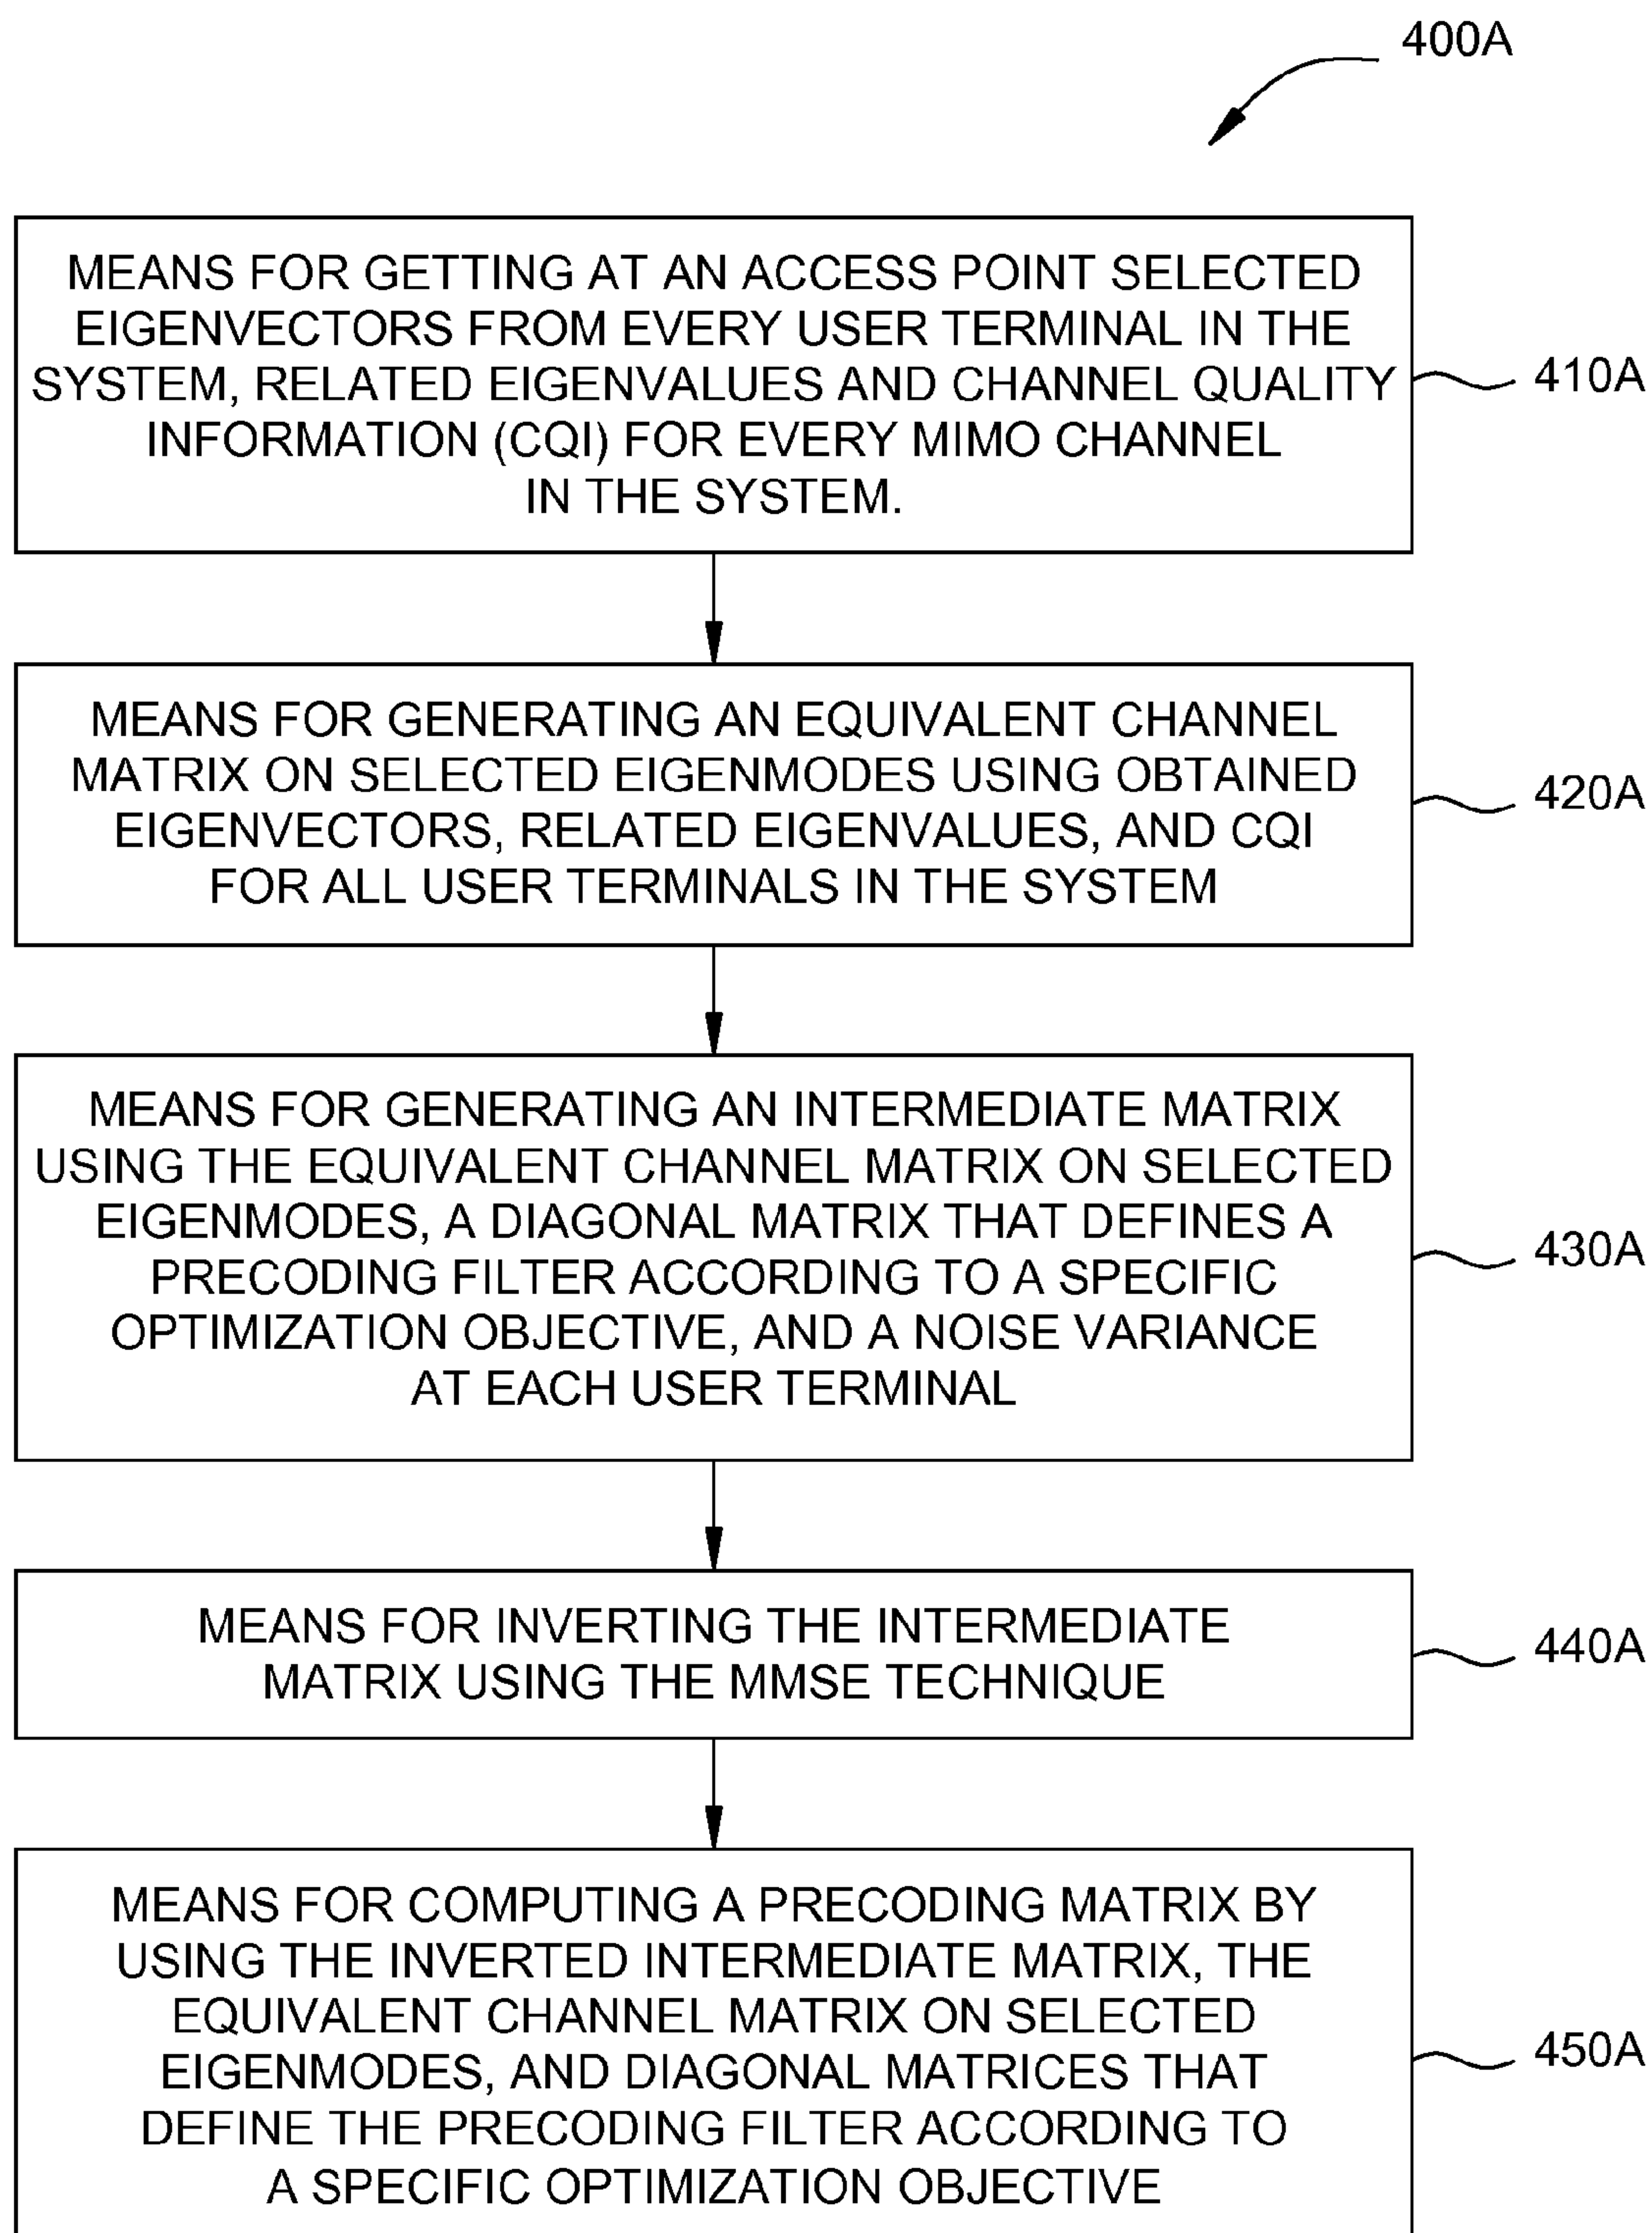 400A
MEANS FOR GETTING AT AN ACCESS POINT SELECTED
EIGENVECTORS FROM EVERY USER TERMINAL IN THE
SYSTEM, RELATED EIGENVALUES AND CHANNEL QUALITY
INFORMATION (CQI) FOR EVERY MIMO CHANNEL
IN THE SYSTEM.
410A
MEANS FOR GENERATING AN EQUIVALENT CHANNEL
MATRIX ON SELECTED EIGENMODES USING OBTAINED
EIGENVECTORS, RELATED EIGENVALUES, AND CQI
FOR ALL USER TERMINALS IN THE SYSTEM
420A
MEANS FOR GENERATING AN INTERMEDIATE MATRIX
USING THE EQUIVALENT CHANNEL MATRIX ON SELECTED
EIGENMODES, A DIAGONAL MATRIX THAT DEFINES A
PRECODING FILTER ACCORDING TO A SPECIFIC
OPTIMIZATION OBJECTIVE, AND A NOISE VARIANCE
AT EACH USER TERMINAL
430A
MEANS FOR INVERTING THE INTERMEDIATE
MATRIX USING THE MMSE TECHNIQUE
440A
MEANS FOR COMPUTING A PRECODING MATRIX BY
USING THE INVERTED INTERMEDIATE MATRIX, THE
EQUIVALENT CHANNEL MATRIX ON SELECTED
EIGENMODES, AND DIAGONAL MATRICES THAT
DEFINE THE PRECODING FILTER ACCORDING TO
A SPECIFIC OPTIMIZATION OBJECTIVE
450A